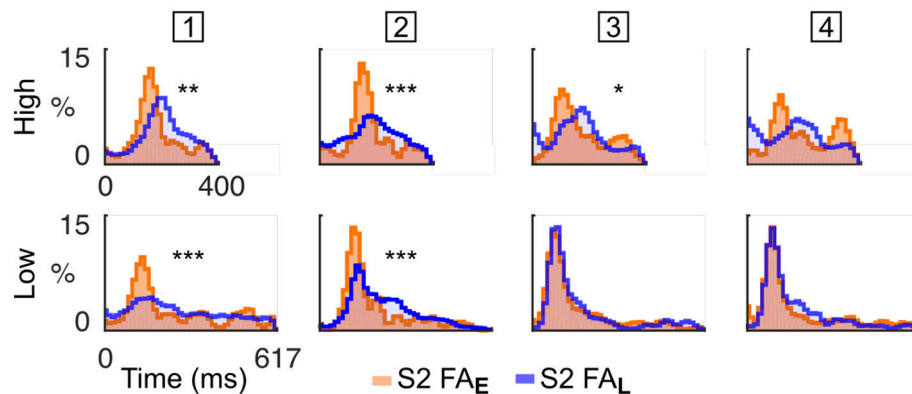 1 2 3 4
High
15
%
0
** *** *
0 400
Low
15
%
0
*** ***
0 617
Time (ms)
S2 FAE S2 FAL